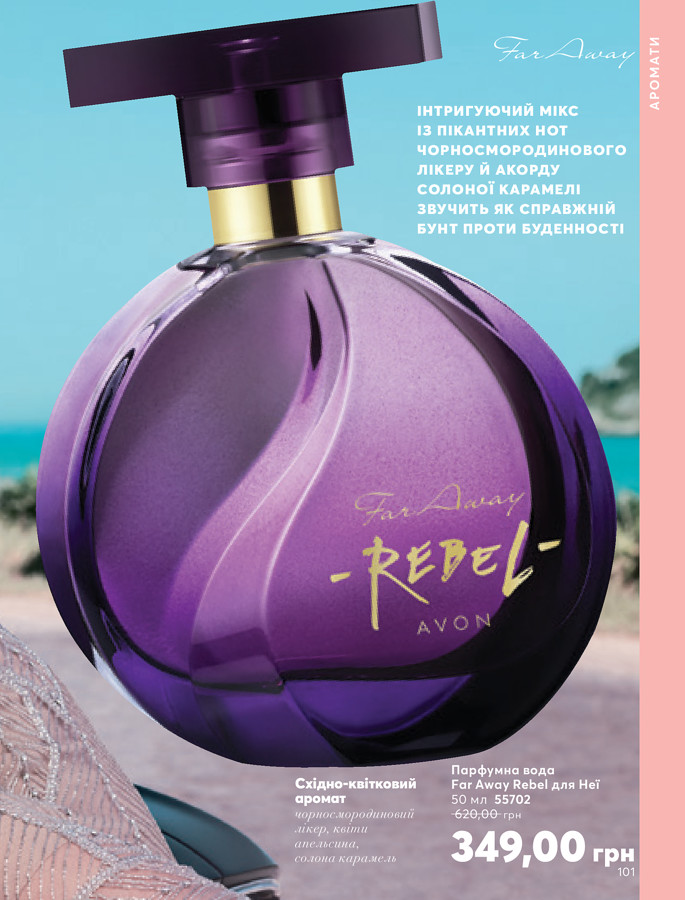 Far Away
АРОМАТИ
ІНТРИГУЮЧИЙ МІКС
ІЗ ПІКАНТНИХ НОТ
ЧОРНОСМОРОДИНОВОГО
ЛІКЕРУ Й АКОРДУ
СОЛОНОЇ КАРАМЕЛІ
ЗВУЧИТЬ ЯК СПРАВЖНІЙ
БУНТ ПРОТИ БУДЕННОСТІ
Far Away
-REBEL-
AVON
Східно-квітковий
аромат
чорносмородиновий
лікер, квіти
апельсина,
солона карамель
Парфумна вода
Far Away Rebel для Неї
50 мл 55702
620,00 грн
349,00 грн
101